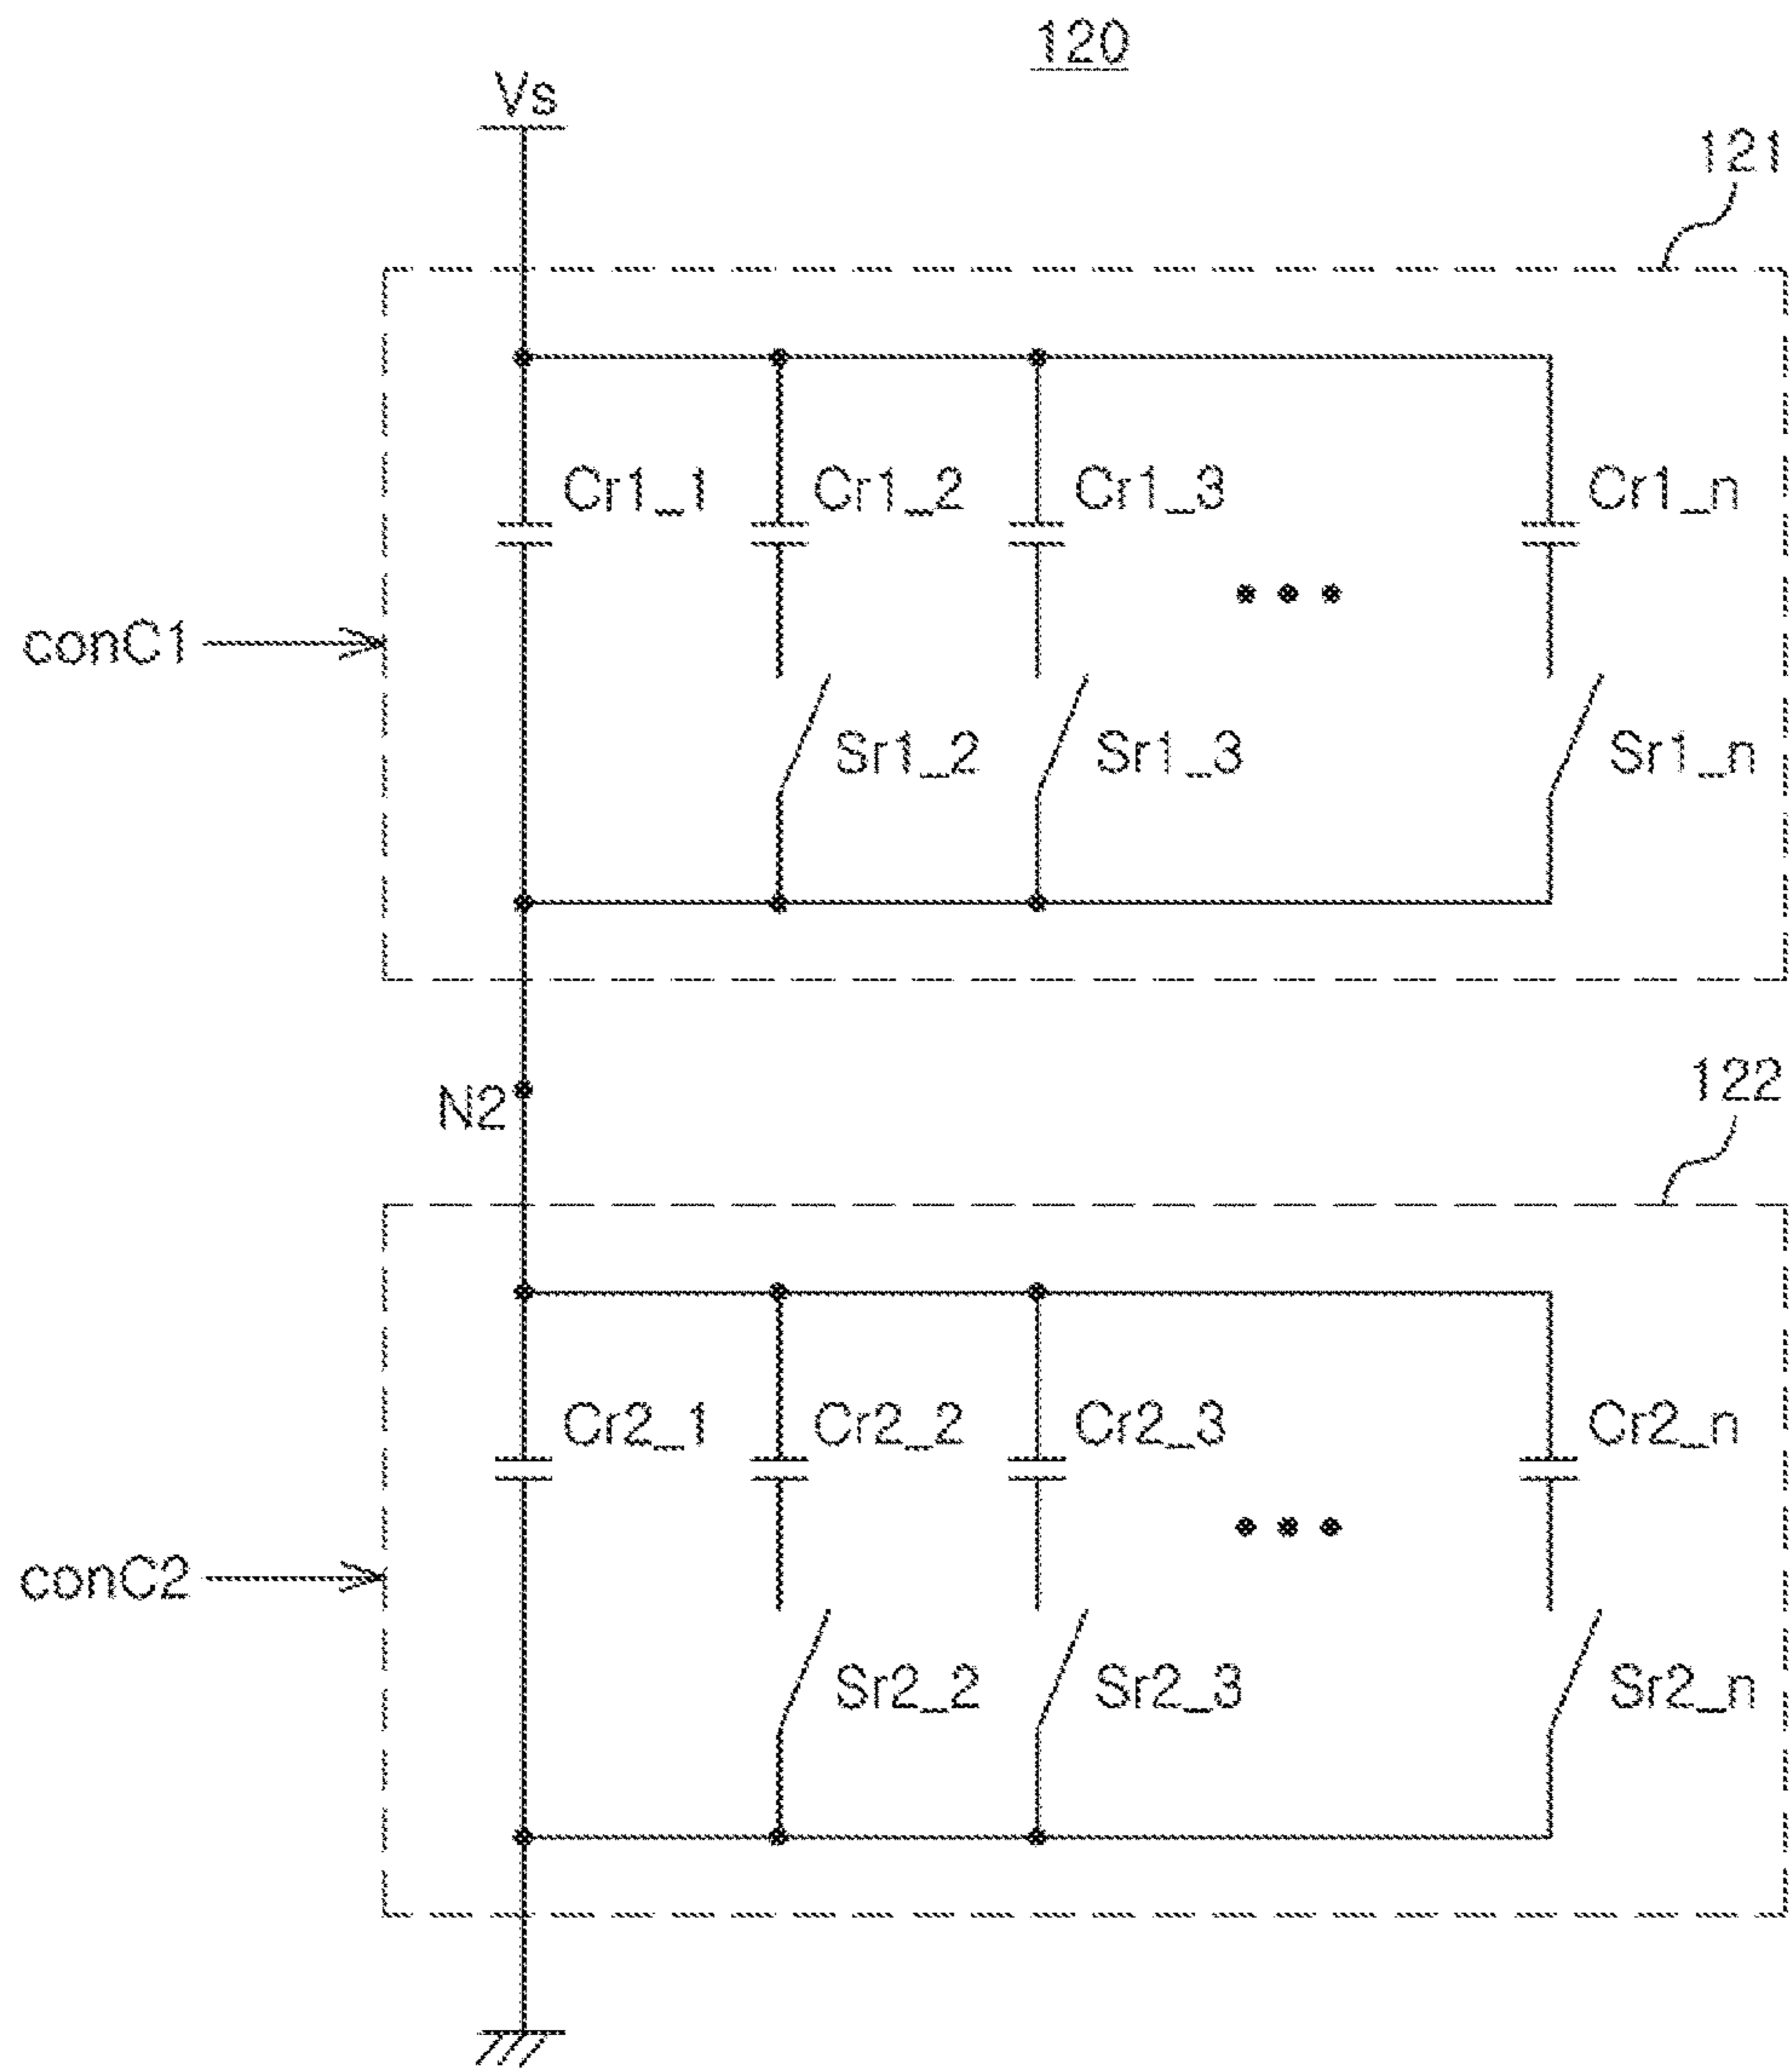 120
Vs
121
Cr1_1 Cr1_2 Cr1_3 Cr1_n
conC1
Sr1_2 Sr1_3 Sr1_n
N2
122
Cr2_1 Cr2_2 Cr2_3 Cr2_n
conC2
Sr2_2 Sr2_3 Sr2_n